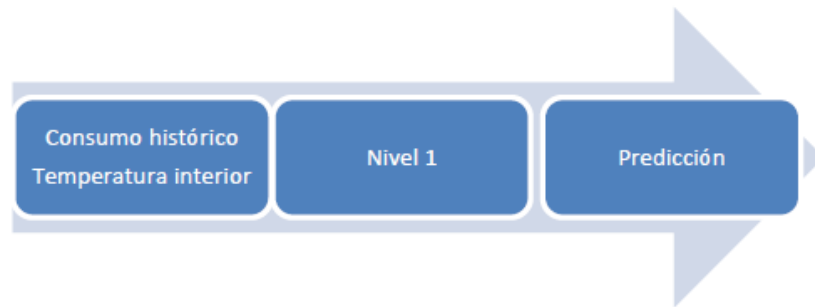 Consumo histórico
Temperatura interior
Nivel 1
Predicción